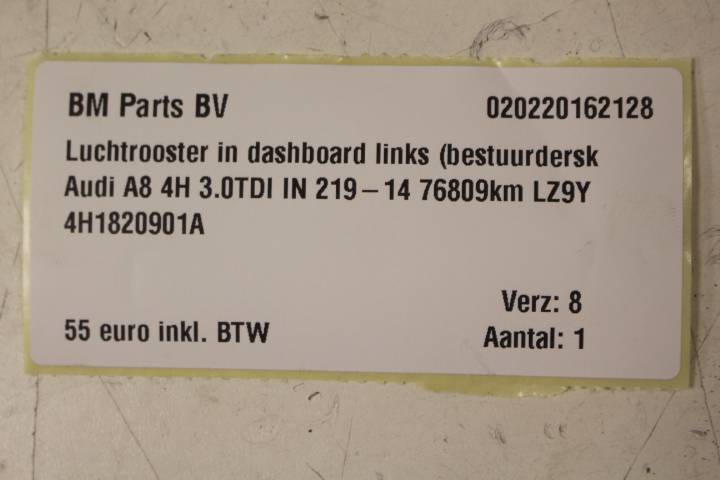 BM Parts BV 020220162128
Luchtrooster in dashboard links (bestuurdersk
Audi A8 4H 3.0TDI IN 219-14 76809km LZ9Y
4H1820901A
Verz: 8
55 euro inkl. BTW Aantal: 1